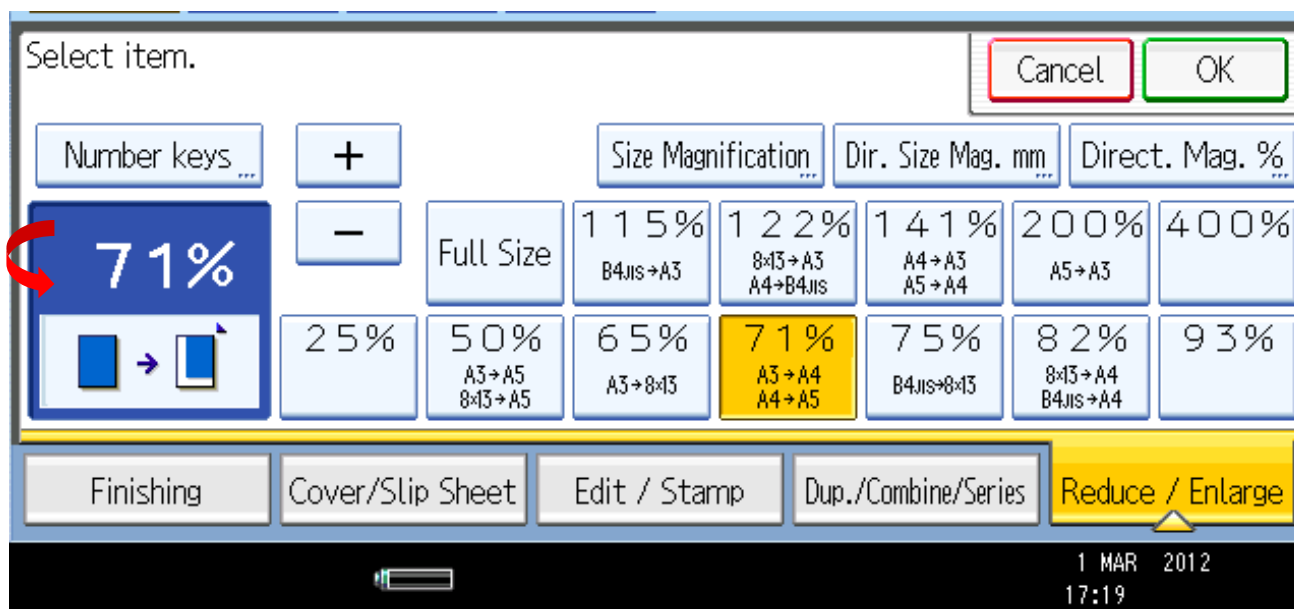 Select item.
Cancel
OK
Number keys
+
Size Magnification
Dir. Size Mag. mm
Direct. Mag. %
71%
−
Full Size
115%
B4JIS→A3
122%
8×13→A3
A4→B4JIS
141%
A4→A3
A5→A4
200%
A5→A3
400%
25%
50%
A3→A5
8×13→A5
65%
A3→8×13
71%
A3→A4
A4→A5
75%
B4JIS→8×13
82%
8×13→A4
B4JIS→A4
93%
Finishing
Cover/Slip Sheet
Edit / Stamp
Dup./Combine/Series
Reduce / Enlarge
1 MAR 2012
17:19